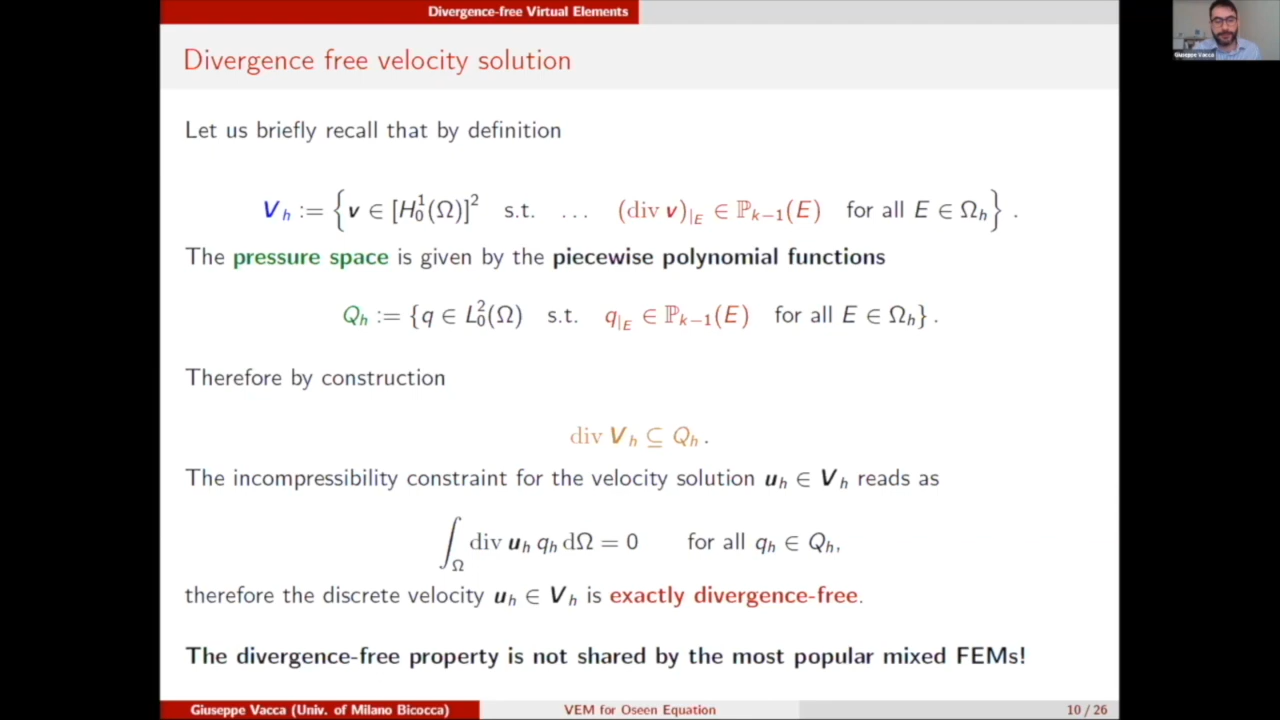 Divergence-free Virtual Elements
Divergence free velocity solution
Giuseppe Vacca
Let us briefly recall that by definition
V_h := { v ∈ [H^1_0(Ω)]^2 s.t. … (div v)_{|E} ∈ ℙ_{k−1}(E) for all E ∈ Ω_h } .
The pressure space is given by the piecewise polynomial functions
Q_h := {q ∈ L^2_0(Ω) s.t. q_{|E} ∈ ℙ_{k−1}(E) for all E ∈ Ω_h} .
Therefore by construction
div V_h ⊆ Q_h .
The incompressibility constraint for the velocity solution u_h ∈ V_h reads as
∫_Ω div u_h q_h dΩ = 0 for all q_h ∈ Q_h,
therefore the discrete velocity u_h ∈ V_h is exactly divergence-free.
The divergence-free property is not shared by the most popular mixed FEMs!
Giuseppe Vacca (Univ. of Milano Bicocca) VEM for Oseen Equation 10 / 26